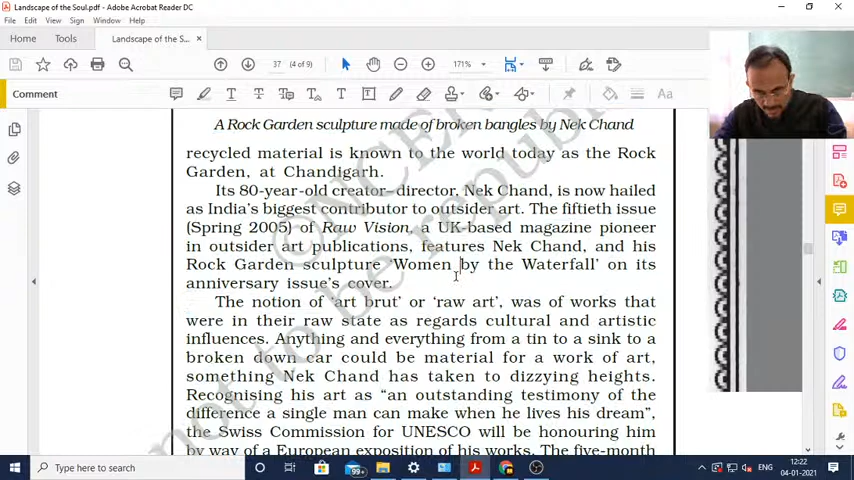 Landscape of the Soul.pdf - Adobe Acrobat Reader DC
File Edit View Sign Window Help
Home Tools Landscape of the S... ×
37 (4 of 9) 171%
Comment
A Rock Garden sculpture made of broken bangles by Nek Chand
recycled material is known to the world today as the Rock
Garden, at Chandigarh.
Its 80-year-old creator–director, Nek Chand, is now hailed
as India's biggest contributor to outsider art. The fiftieth issue
(Spring 2005) of Raw Vision, a UK-based magazine pioneer
in outsider art publications, features Nek Chand, and his
Rock Garden sculpture 'Women by the Waterfall' on its
anniversary issue's cover.
The notion of 'art brut' or 'raw art', was of works that
were in their raw state as regards cultural and artistic
influences. Anything and everything from a tin to a sink to a
broken down car could be material for a work of art,
something Nek Chand has taken to dizzying heights.
Recognising his art as “an outstanding testimony of the
difference a single man can make when he lives his dream”,
the Swiss Commission for UNESCO will be honouring him
by way of a European exposition of his works. The five-month
not to be republ
Type here to search
99+
ENG
12:22
04-01-2021